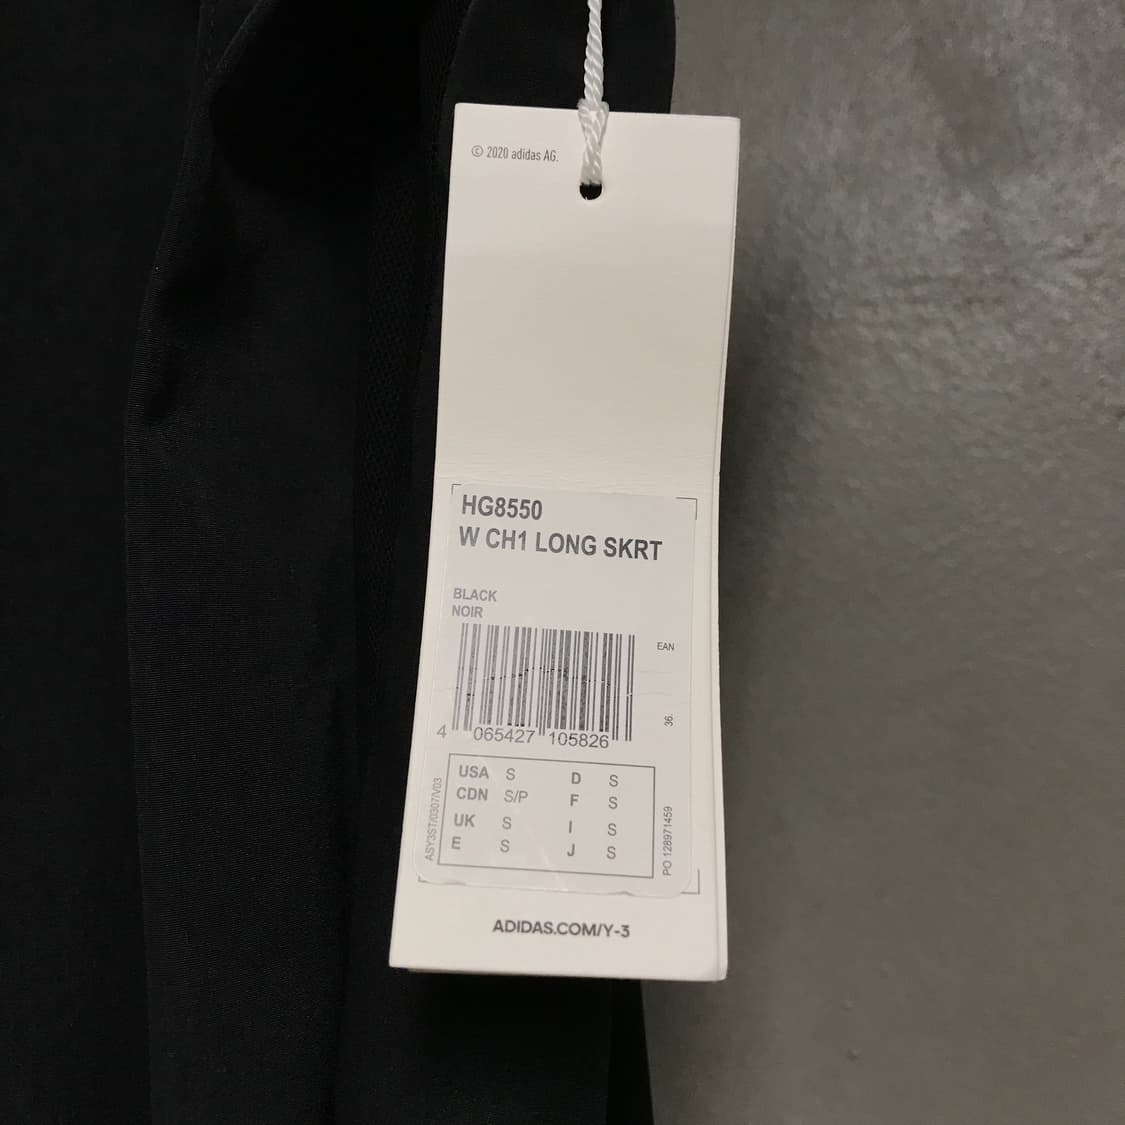 © 2020 adidas AG.
HG8550
W CH1 LONG SKRT
BLACK
NOIR
EAN
36.
4 065427 105826
USA S D S
CDN S/P F S
UK S I S
E S J S
ASY3ST/0307/V03
PO 128971459
ADIDAS.COM/Y-3